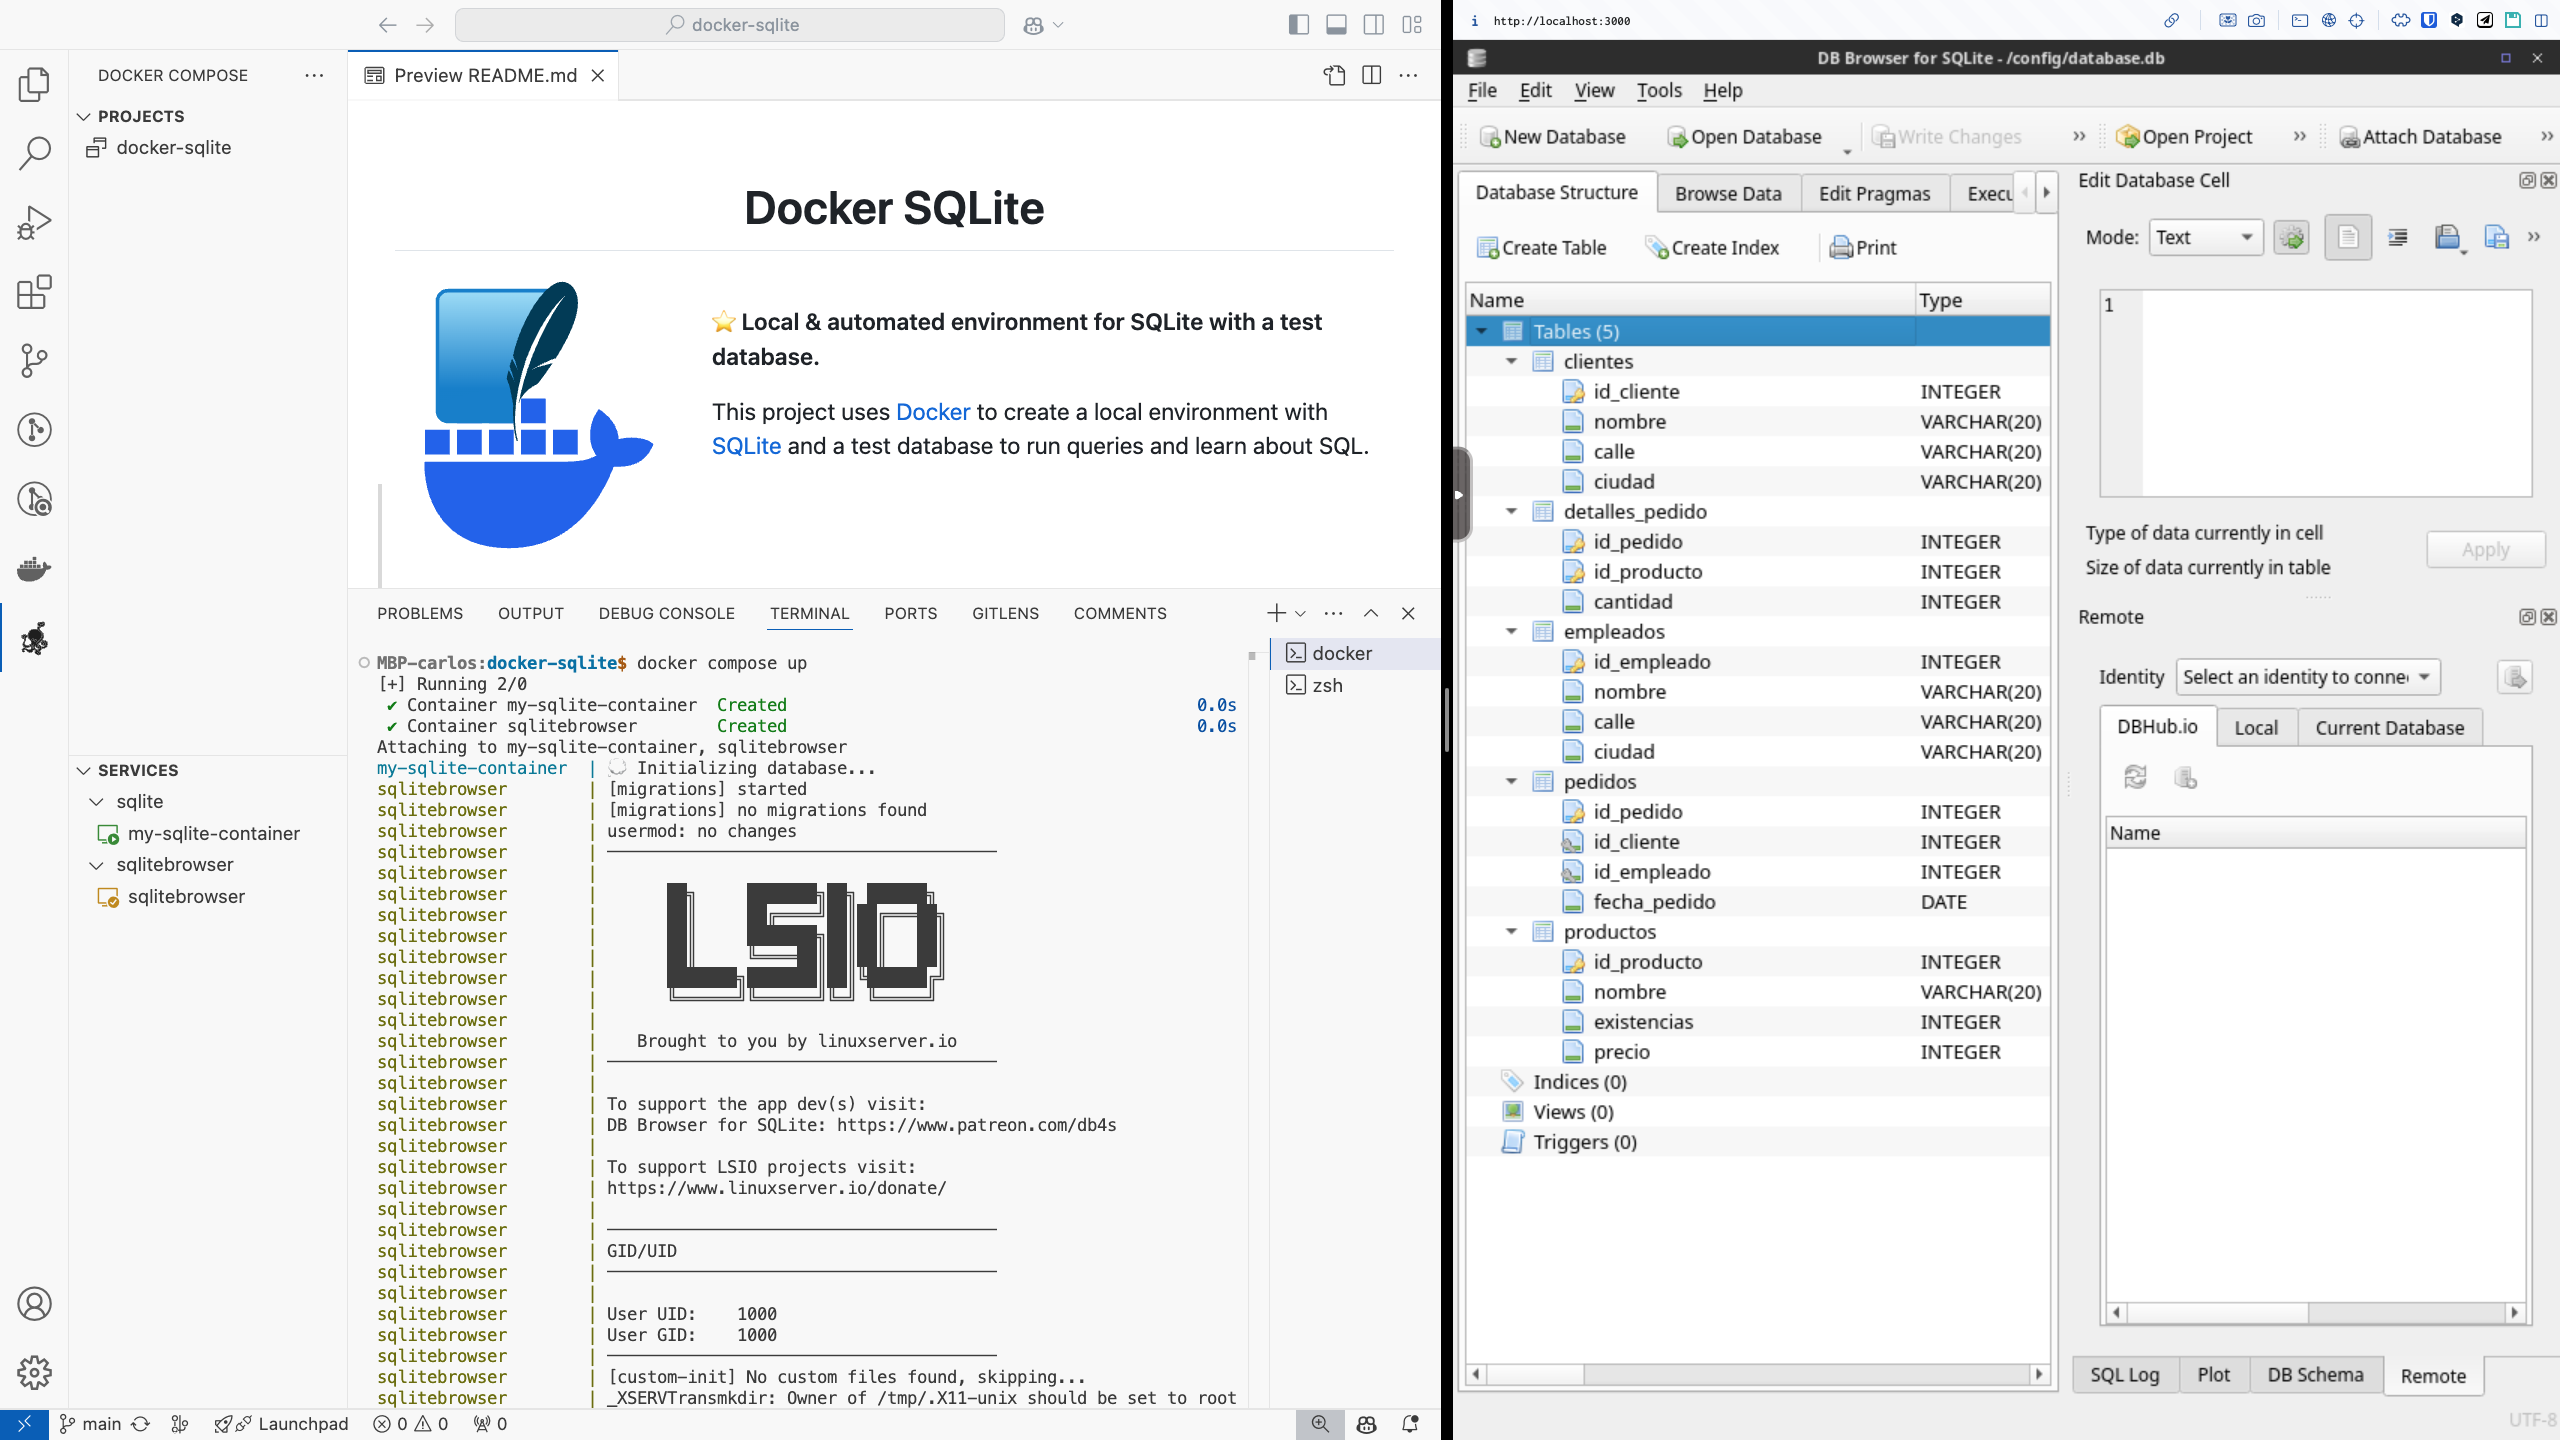 docker-sqlite
DOCKER COMPOSE
PROJECTS
docker-sqlite
SERVICES
sqlite
my-sqlite-container
sqlitebrowser
sqlitebrowser
Preview README.md
Docker SQLite
⭐ Local & automated environment for SQLite with a test
database.
This project uses Docker to create a local environment with
SQLite and a test database to run queries and learn about SQL.
PROBLEMS OUTPUT DEBUG CONSOLE TERMINAL PORTS GITLENS COMMENTS
docker
zsh
MBP-carlos:docker-sqlite$ docker compose up
[+] Running 2/0
✔ Container my-sqlite-container Created 0.0s
✔ Container sqlitebrowser Created 0.0s
Attaching to my-sqlite-container, sqlitebrowser
my-sqlite-container | Initializing database...
sqlitebrowser | [migrations] started
sqlitebrowser | [migrations] no migrations found
sqlitebrowser | usermod: no changes
sqlitebrowser | ───────────────────────────────────────
sqlitebrowser |
sqlitebrowser |
sqlitebrowser |
sqlitebrowser |
sqlitebrowser | LSIO
sqlitebrowser |
sqlitebrowser |
sqlitebrowser |
sqlitebrowser |
sqlitebrowser | Brought to you by linuxserver.io
sqlitebrowser | ───────────────────────────────────────
sqlitebrowser |
sqlitebrowser | To support the app dev(s) visit:
sqlitebrowser | DB Browser for SQLite: https://www.patreon.com/db4s
sqlitebrowser |
sqlitebrowser | To support LSIO projects visit:
sqlitebrowser | https://www.linuxserver.io/donate/
sqlitebrowser |
sqlitebrowser | ───────────────────────────────────────
sqlitebrowser | GID/UID
sqlitebrowser | ───────────────────────────────────────
sqlitebrowser |
sqlitebrowser | User UID: 1000
sqlitebrowser | User GID: 1000
sqlitebrowser | ───────────────────────────────────────
sqlitebrowser | [custom-init] No custom files found, skipping...
sqlitebrowser | _XSERVTransmkdir: Owner of /tmp/.X11-unix should be set to root
main Launchpad 0 0 0
http://localhost:3000
DB Browser for SQLite - /config/database.db
File Edit View Tools Help
New Database Open Database Write Changes » Open Project » Attach Database »
Database Structure Browse Data Edit Pragmas Execu
Create Table Create Index Print
Name Type
Tables (5)
clientes
id_cliente INTEGER
nombre VARCHAR(20)
calle VARCHAR(20)
ciudad VARCHAR(20)
detalles_pedido
id_pedido INTEGER
id_producto INTEGER
cantidad INTEGER
empleados
id_empleado INTEGER
nombre VARCHAR(20)
calle VARCHAR(20)
ciudad VARCHAR(20)
pedidos
id_pedido INTEGER
id_cliente INTEGER
id_empleado INTEGER
fecha_pedido DATE
productos
id_producto INTEGER
nombre VARCHAR(20)
existencias INTEGER
precio INTEGER
Indices (0)
Views (0)
Triggers (0)
Edit Database Cell
Mode: Text »
1
Type of data currently in cell
Size of data currently in table
Apply
Remote
Identity Select an identity to connec
DBHub.io Local Current Database
Name
SQL Log Plot DB Schema Remote
UTF-8